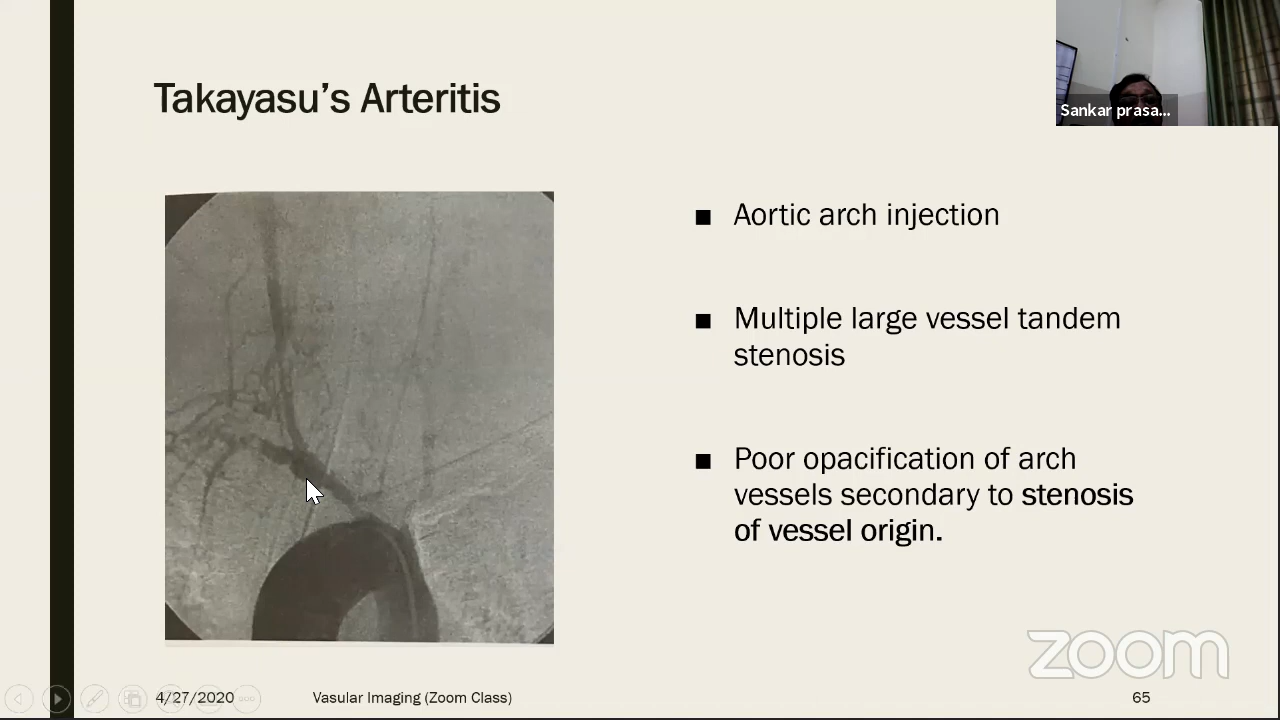 Takayasu's Arteritis
Sankar prasa...
■ Aortic arch injection
■ Multiple large vessel tandem
stenosis
■ Poor opacification of arch
vessels secondary to stenosis
of vessel origin.
zoom
4/27/2020
Vasular Imaging (Zoom Class)
65